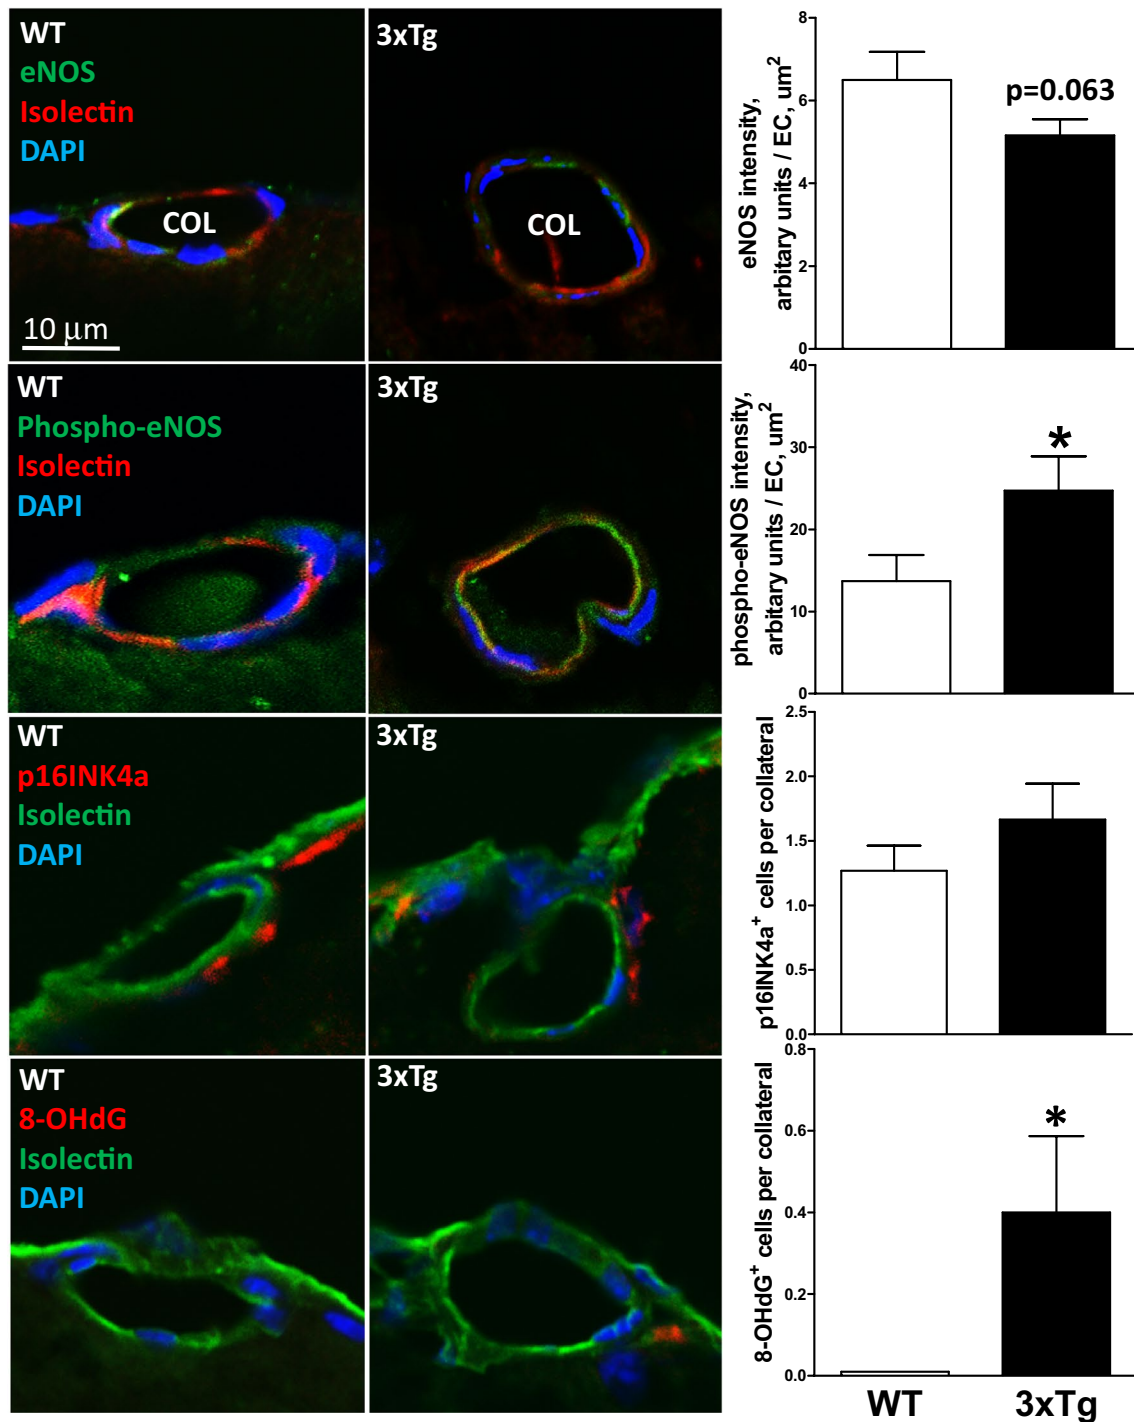 WT
eNOS
Isolectin
DAPI
COL
10 µm
3xTg
COL
eNOS intensity,
arbitary units / EC, um²
8
6
4
2
0
p=0.063
WT
Phospho-eNOS
Isolectin
DAPI
3xTg
phospho-eNOS intensity,
arbitary units / EC, um²
40
30
20
10
0
*
WT
p16INK4a
Isolectin
DAPI
3xTg
p16INK4a⁺ cells per collateral
2.5
2.0
1.5
1.0
0.5
0.0
WT
8-OHdG
Isolectin
DAPI
3xTg
8-OHdG⁺ cells per collateral
0.8
0.6
0.4
0.2
0.0
*
WT
3xTg